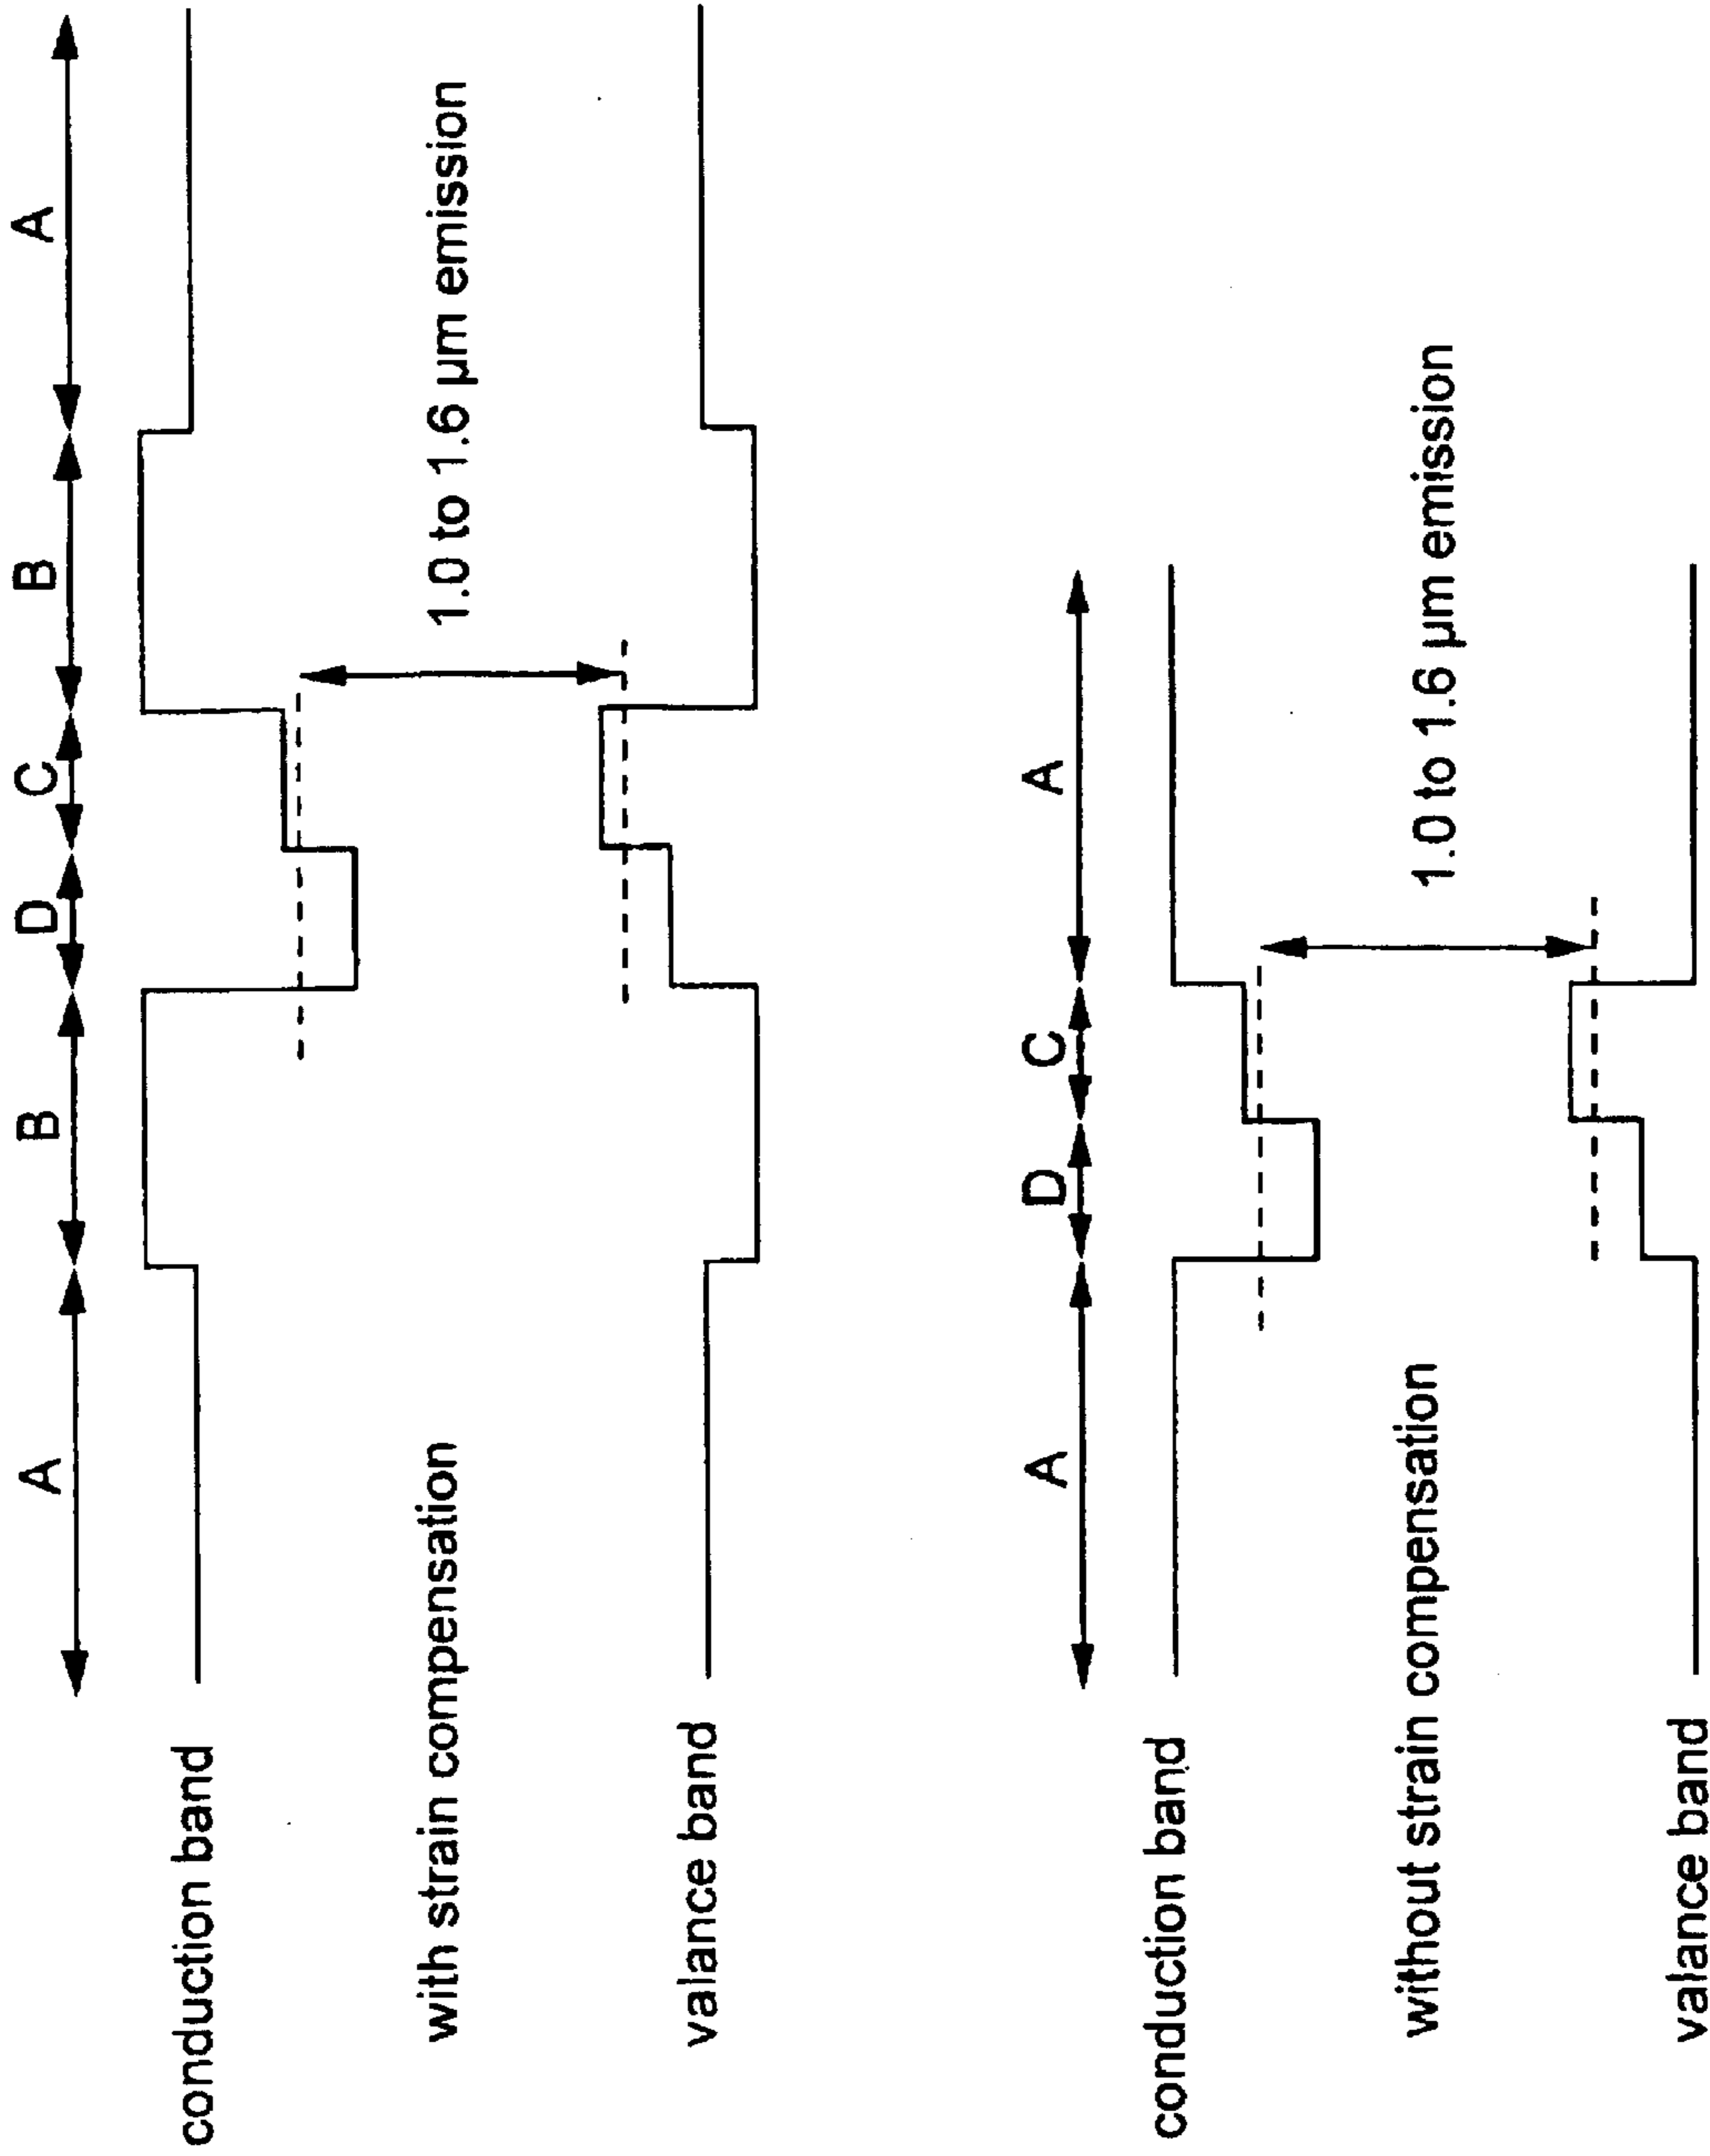 A B D C B A
conduction band
with strain compensation 1.0 to 1.6 µm emission
valance band
A D C A
conduction band
without strain compensation 1.0 to 1.6 µm emission
valance band